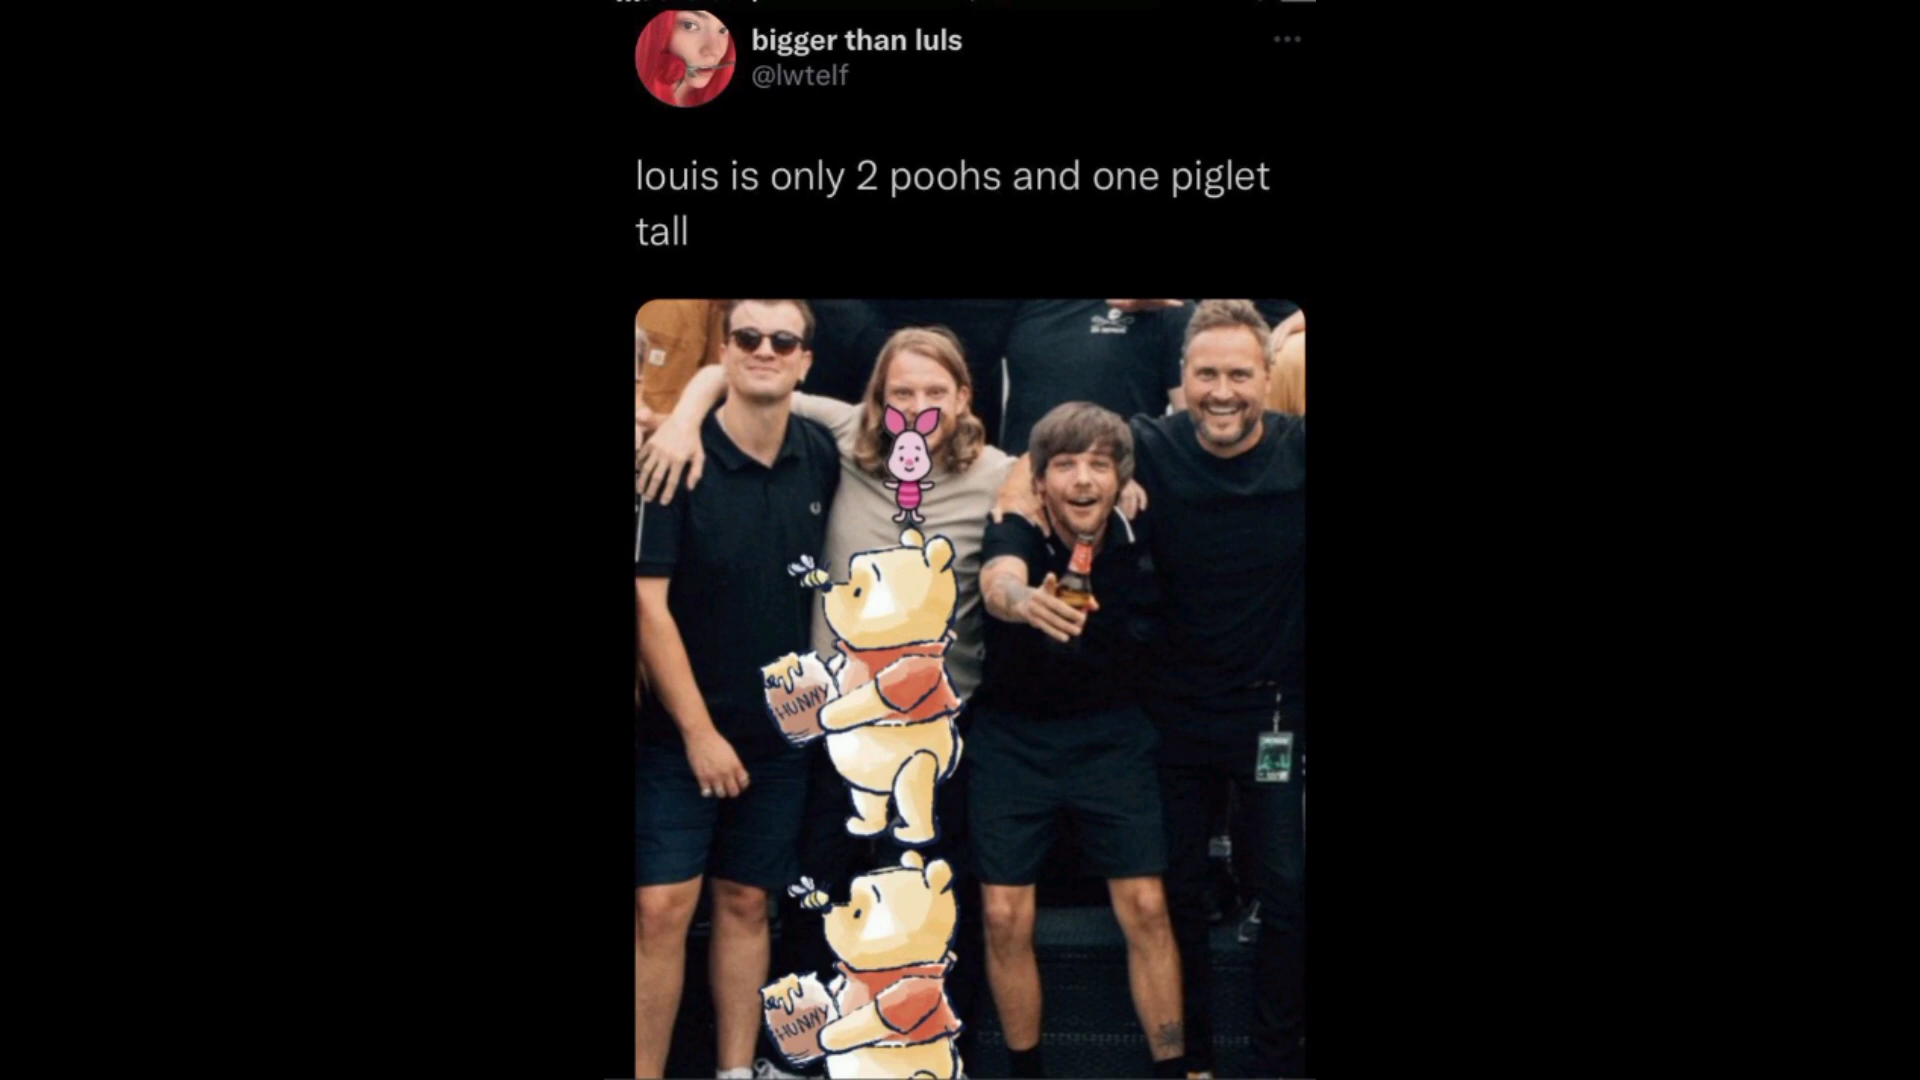 bigger than luls
@lwtelf
louis is only 2 poohs and one piglet
tall
HUNNY
HUNNY